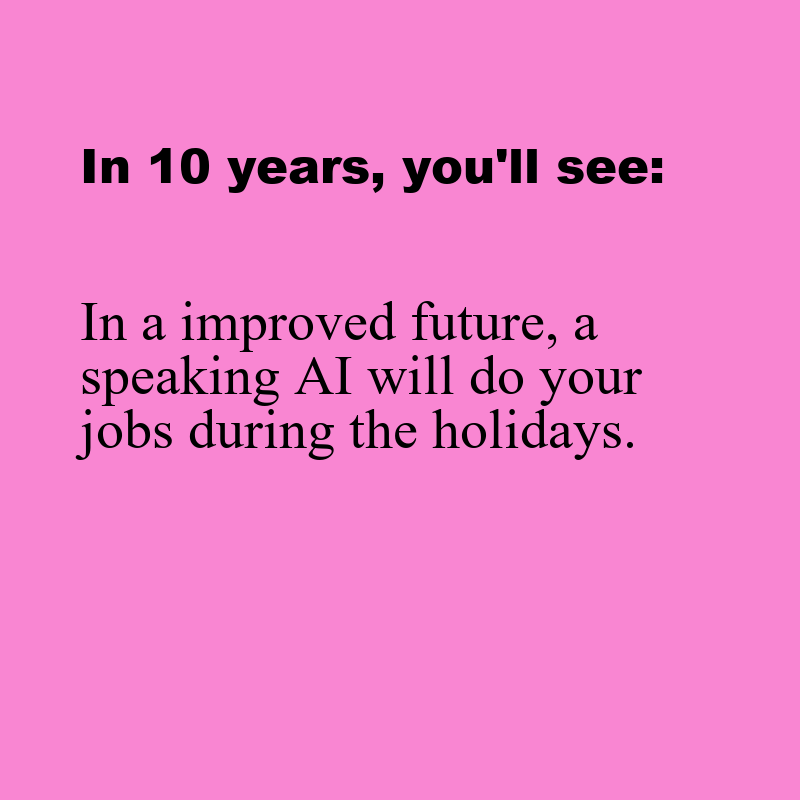 In 10 years, you'll see:
In a improved future, a
speaking AI will do your
jobs during the holidays.